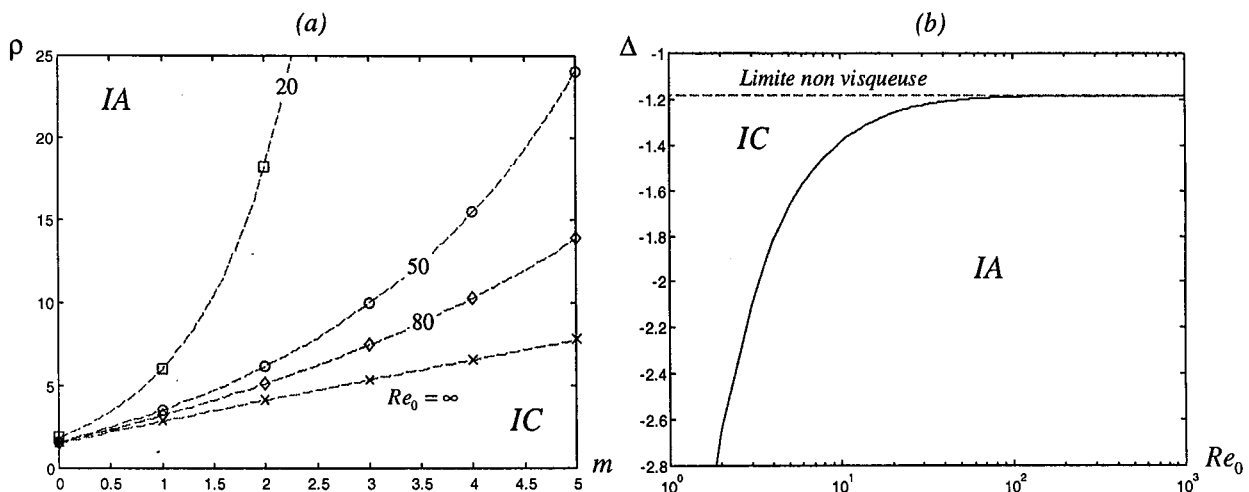 (a)
ρ
25
20
15
10
5
0
IA
20
50
80
Re₀ = ∞
IC
0 0.5 1 1.5 2 2.5 3 3.5 4 4.5 5
m
(b)
Δ
-1
-1.2
-1.4
-1.6
-1.8
-2
-2.2
-2.4
-2.6
-2.8
Limite non visqueuse
IC
IA
10⁰ 10¹ 10² 10³
Re₀